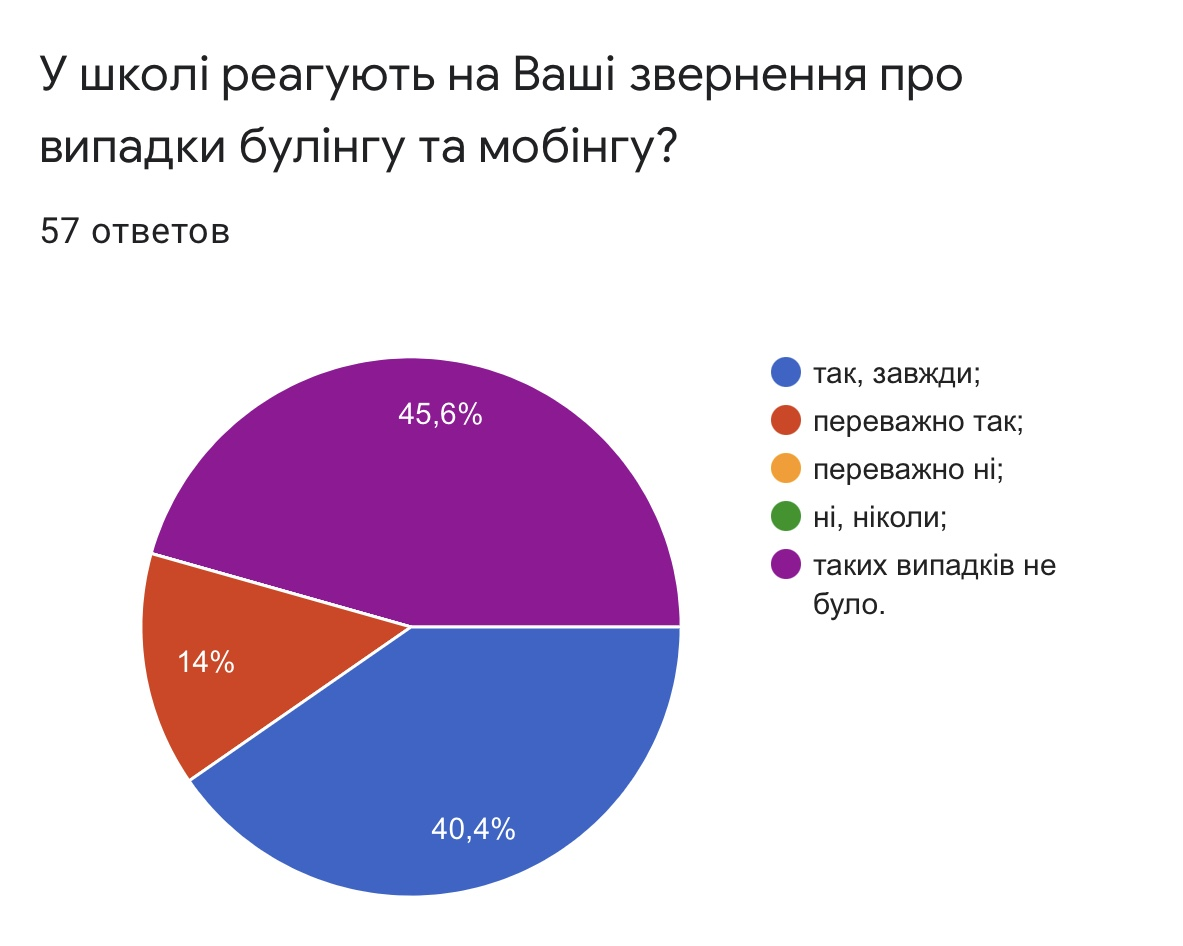 У школі реагують на Ваші звернення про
випадки булінгу та мобінгу?
57 ответов
45,6%
14%
40,4%
так, завжди;
переважно так;
переважно ні;
ні, ніколи;
таких випадків не
було.